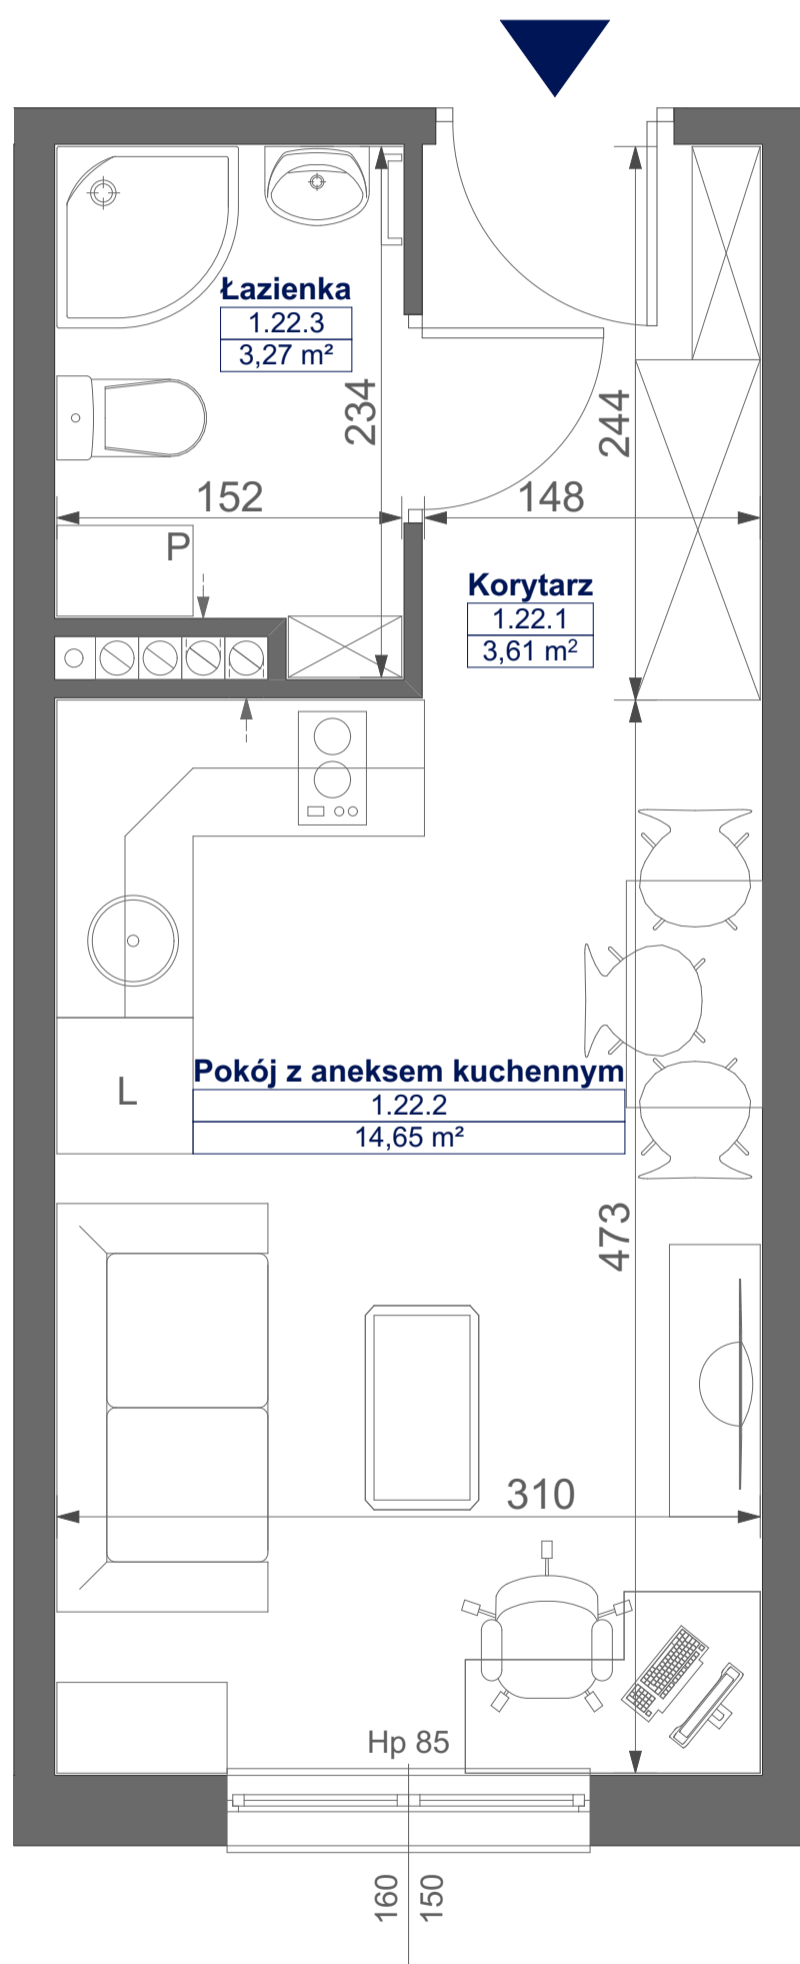 Łazienka
1.22.3
3,27 m²
234
244
152
148
P
Korytarz
1.22.1
3,61 m²
L
Pokój z aneksem kuchennym
1.22.2
14,65 m²
473
310
Hp 85
160
150